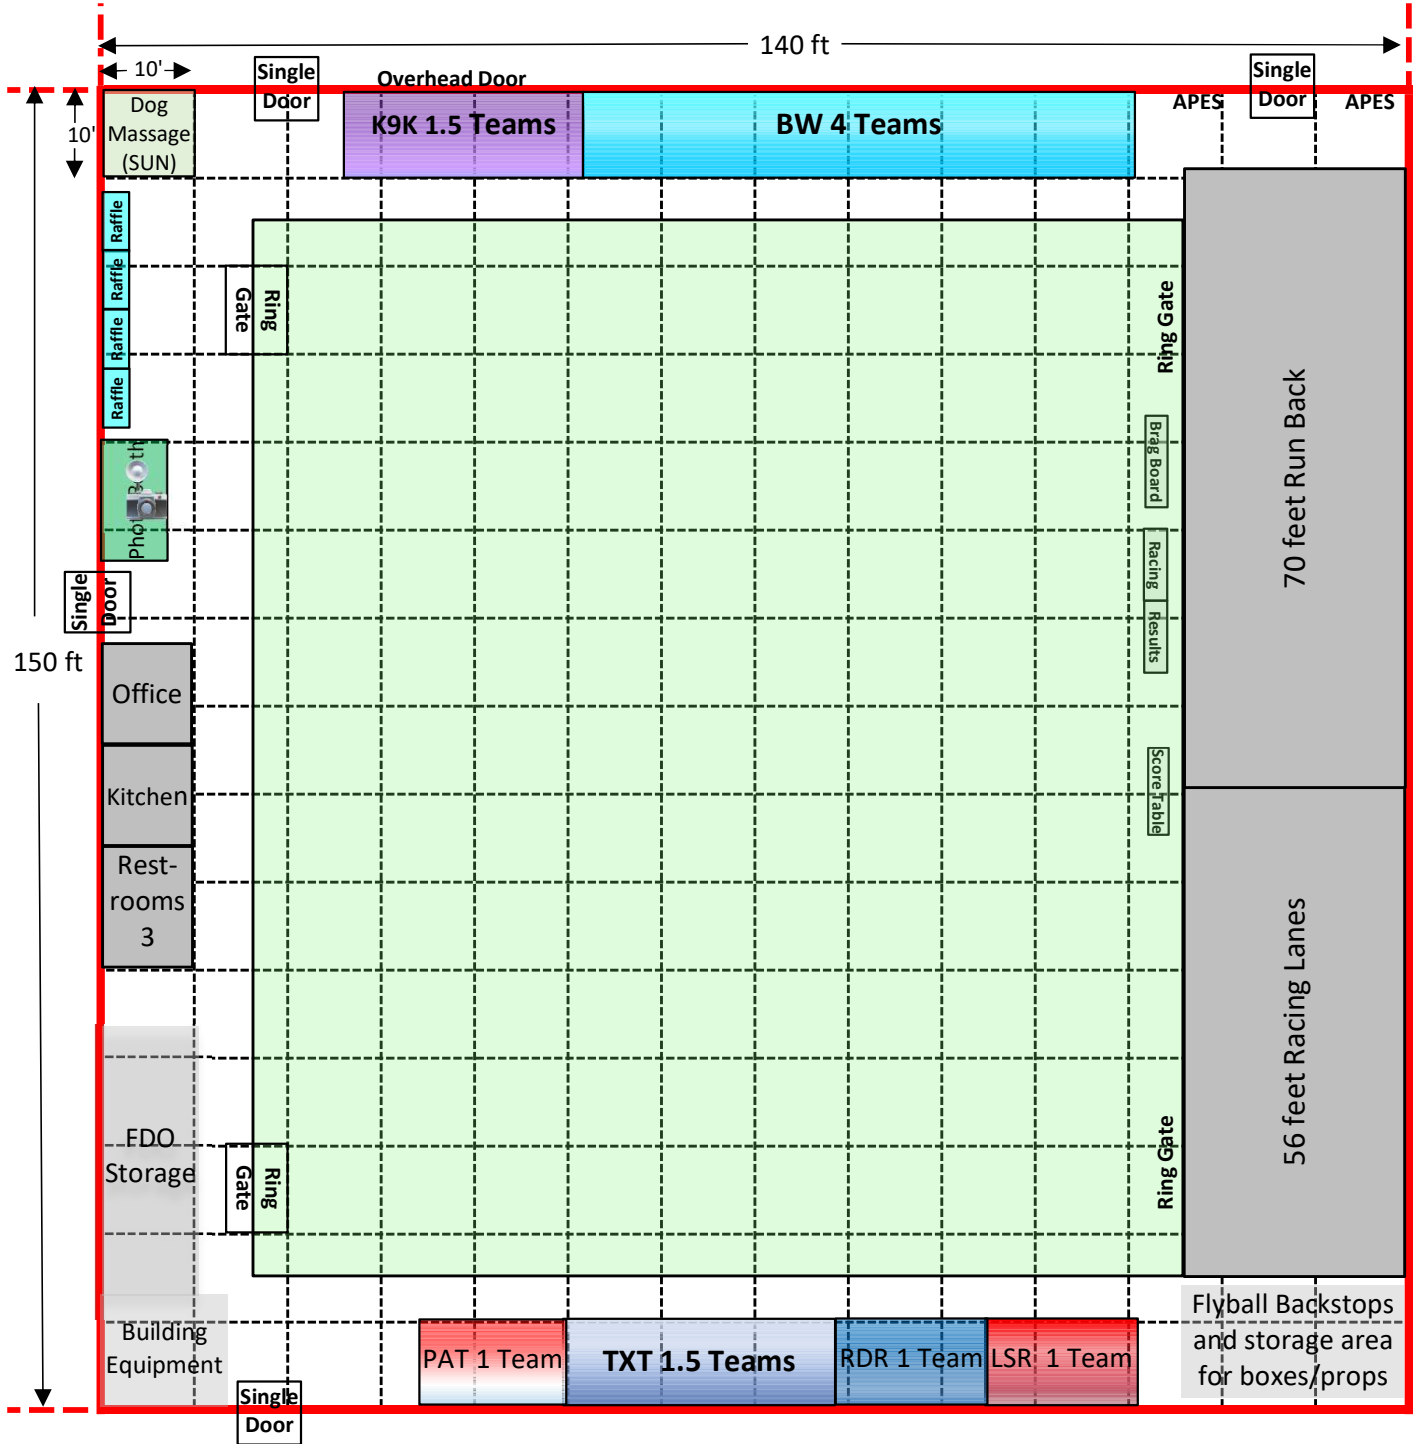 140 ft
10'
Single
Door
Overhead Door
Single
Door
APES
APES
10'
Dog
Massage
(SUN)
K9K 1.5 Teams
BW 4 Teams
Raffle
Raffle
Raffle
Raffle
Ring
Gate
Ring Gate
Brag Board
70 feet Run Back
Racing
Results
Single
Door
150 ft
Office
Kitchen
Rest-
rooms
3
Score Table
56 feet Racing Lanes
FDO
Storage
Ring
Gate
Ring Gate
Building
Equipment
Single
Door
PAT 1 Team
TXT 1.5 Teams
RDR 1 Team
LSR 1 Team
Flyball Backstops
and storage area
for boxes/props